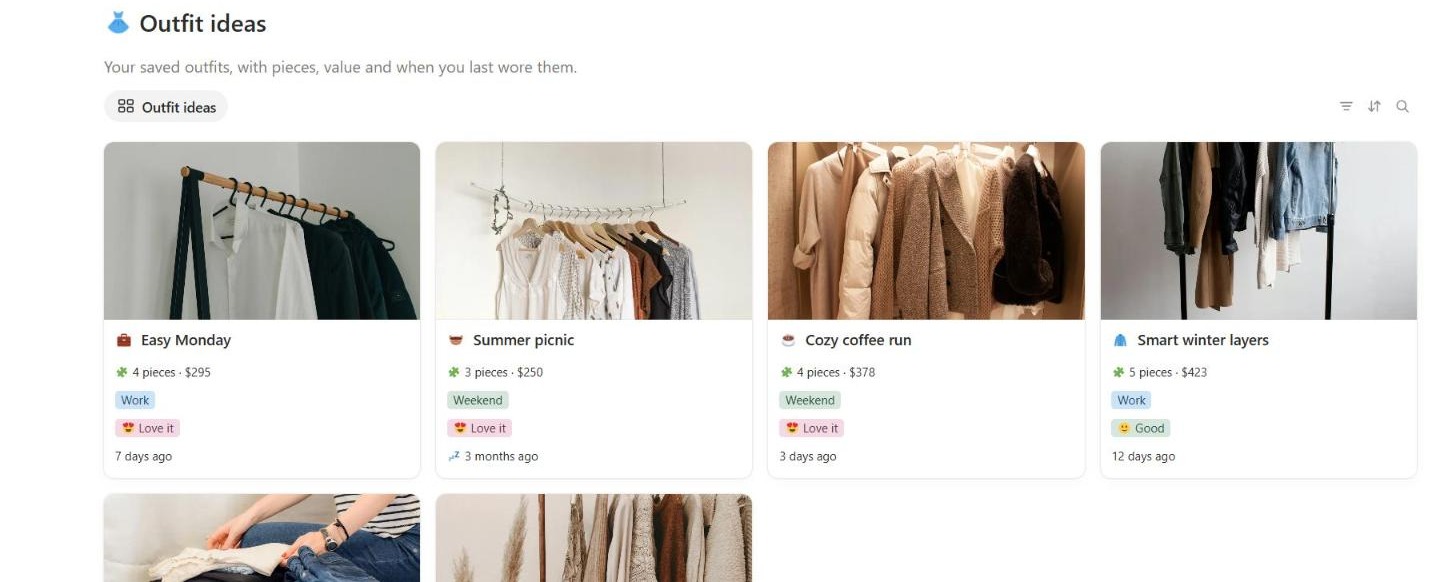 Outfit ideas
Your saved outfits, with pieces, value and when you last wore them.
Outfit ideas
Easy Monday
4 pieces · $295
Work
Love it
7 days ago
Summer picnic
3 pieces · $250
Weekend
Love it
3 months ago
Cozy coffee run
4 pieces · $378
Weekend
Love it
3 days ago
Smart winter layers
5 pieces · $423
Work
Good
12 days ago